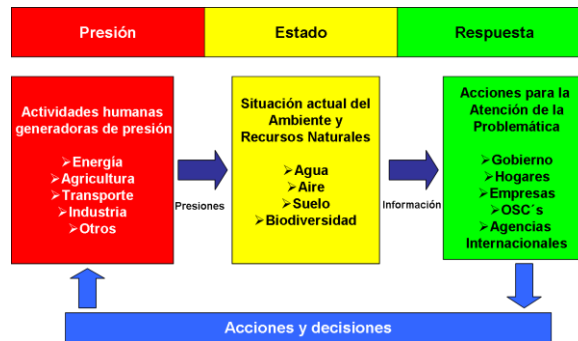 Presión
Estado
Respuesta
Actividades humanas
generadoras de presión
➢Energía
➢Agricultura
➢Transporte
➢Industria
➢Otros
Presiones
Situación actual del
Ambiente y
Recursos Naturales
➢Agua
➢Aire
➢Suelo
➢Biodiversidad
Información
Acciones para la
Atención de la
Problemática
➢Gobierno
➢Hogares
➢Empresas
➢OSC´s
➢Agencias
Internacionales
Acciones y decisiones